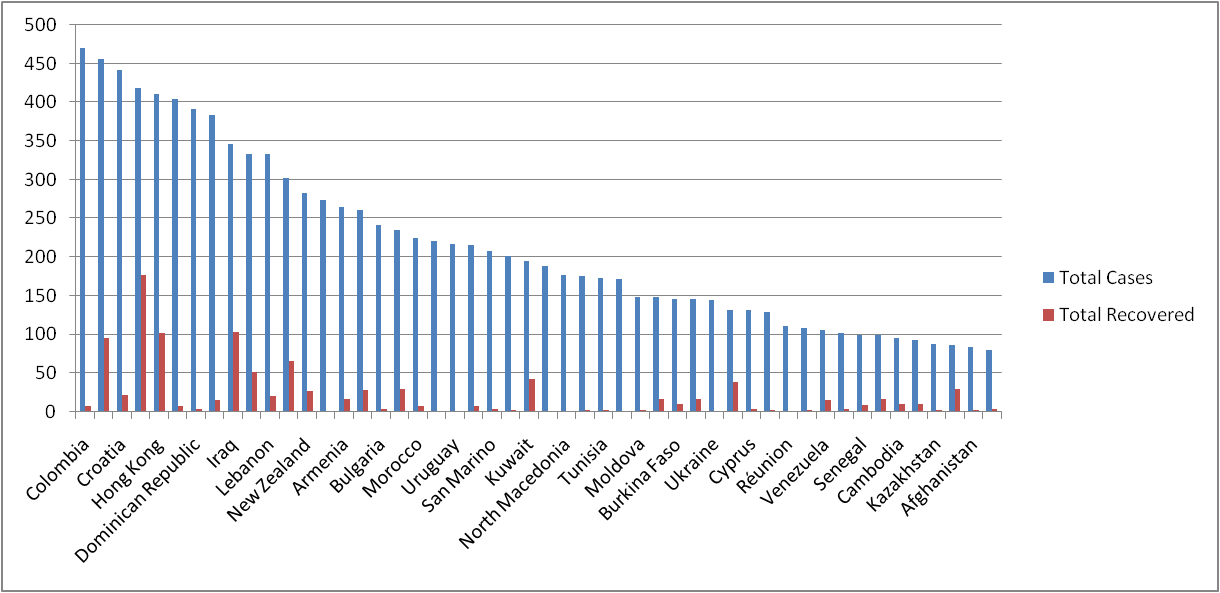 500
450
400
350
300
250
200
150
100
50
0
Total Cases
Total Recovered
Colombia
Croatia
Hong Kong
Dominican Republic
Iraq
Lebanon
New Zealand
Armenia
Bulgaria
Morocco
Uruguay
San Marino
Kuwait
North Macedonia
Tunisia
Moldova
Burkina Faso
Ukraine
Cyprus
Réunion
Venezuela
Senegal
Cambodia
Kazakhstan
Afghanistan